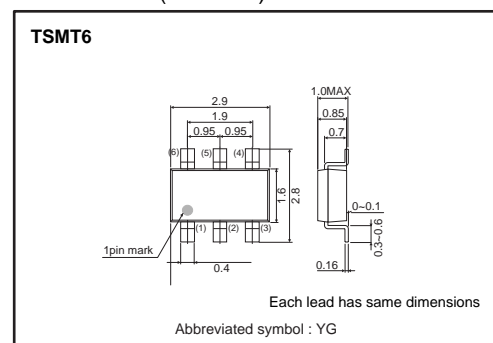 TSMT6
1.0MAX
2.9
0.85
1.9
0.7
0.95 0.95
(6) (5) (4)
1.6
2.8
0~0.1
(1) (2) (3)
1pin mark
0.3~0.6
0.4
0.16
Each lead has same dimensions
Abbreviated symbol : YG